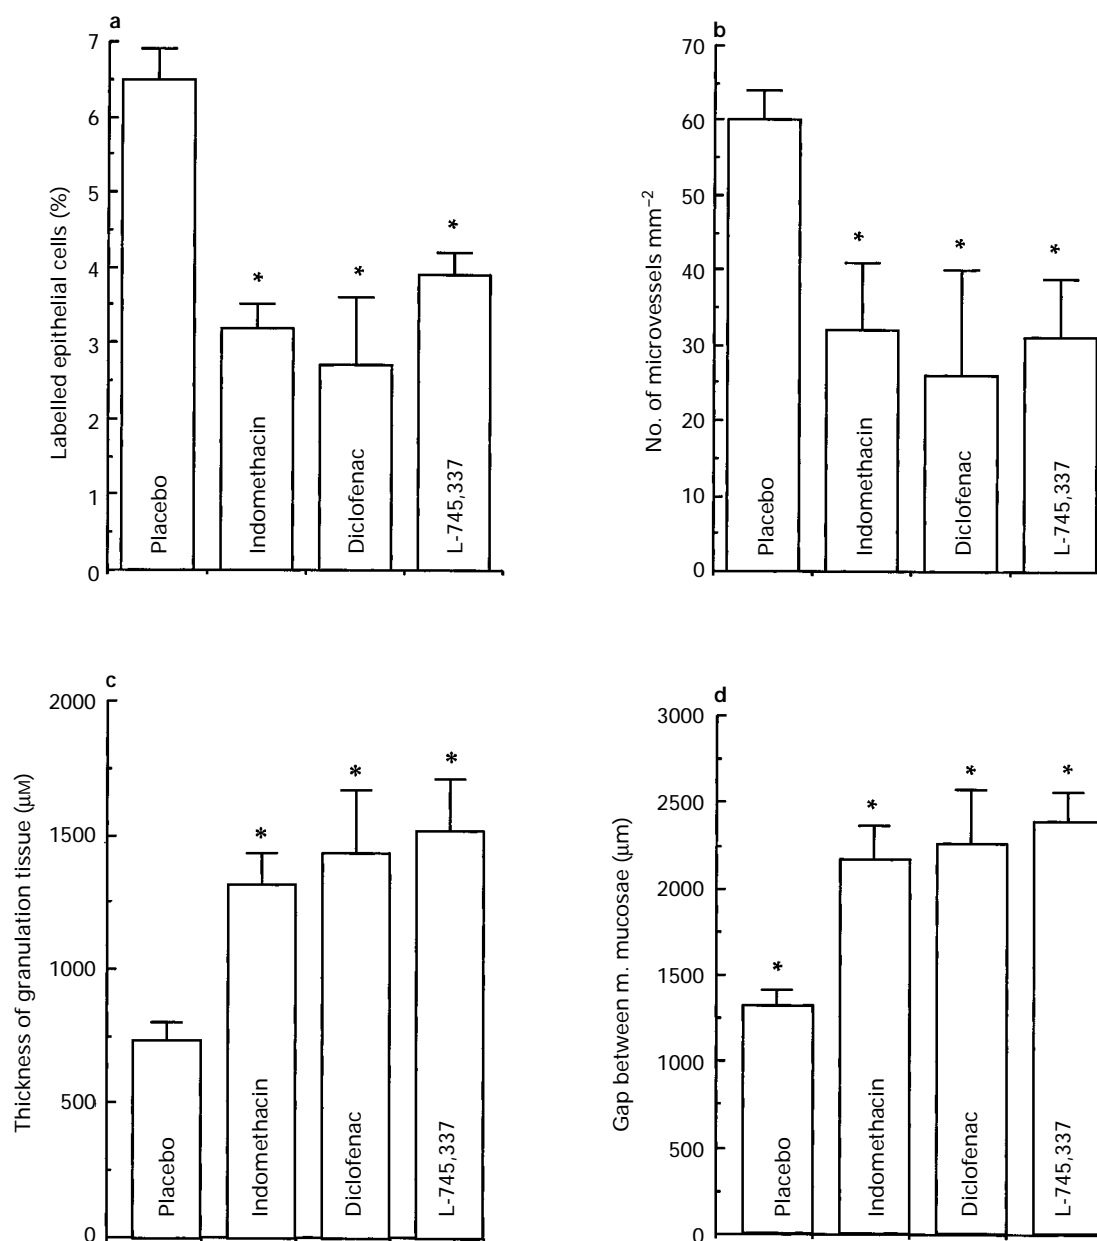 a
7
6
5
4
3
2
1
0
Labelled epithelial cells (%)
*
*
*
Placebo
Indomethacin
Diclofenac
L-745,337
b
70
60
50
40
30
20
10
0
No. of microvessels mm⁻²
*
*
*
Placebo
Indomethacin
Diclofenac
L-745,337
c
2000
1500
1000
500
0
Thickness of granulation tissue (μM)
*
*
*
Placebo
Indomethacin
Diclofenac
L-745,337
d
3000
2500
2000
1500
1000
500
0
Gap between m. mucosae (μm)
*
*
*
*
Placebo
Indomethacin
Diclofenac
L-745,337